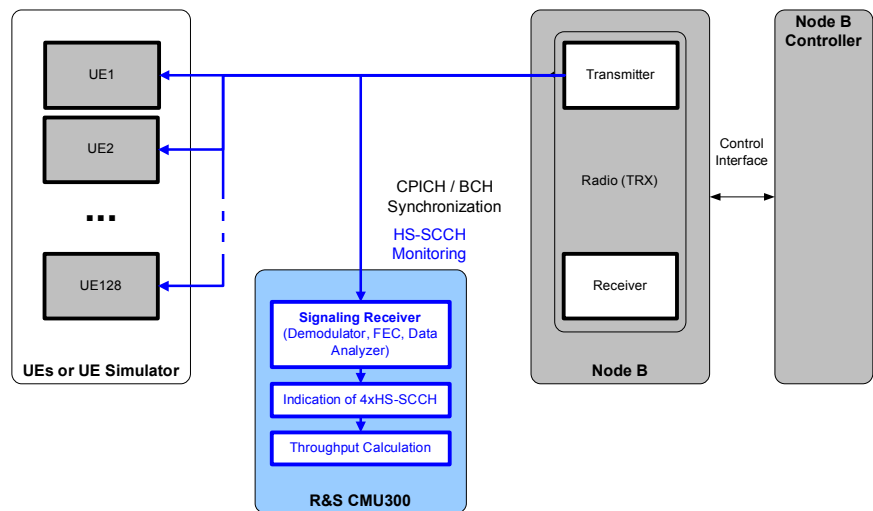 UE1
UE2
...
UE128
UEs or UE Simulator
CPICH / BCH
Synchronization
HS-SCCH
Monitoring
Signaling Receiver
(Demodulator, FEC, Data
Analyzer)
Indication of 4xHS-SCCH
Throughput Calculation
R&S CMU300
Transmitter
Radio (TRX)
Receiver
Node B
Control
Interface
Node B
Controller